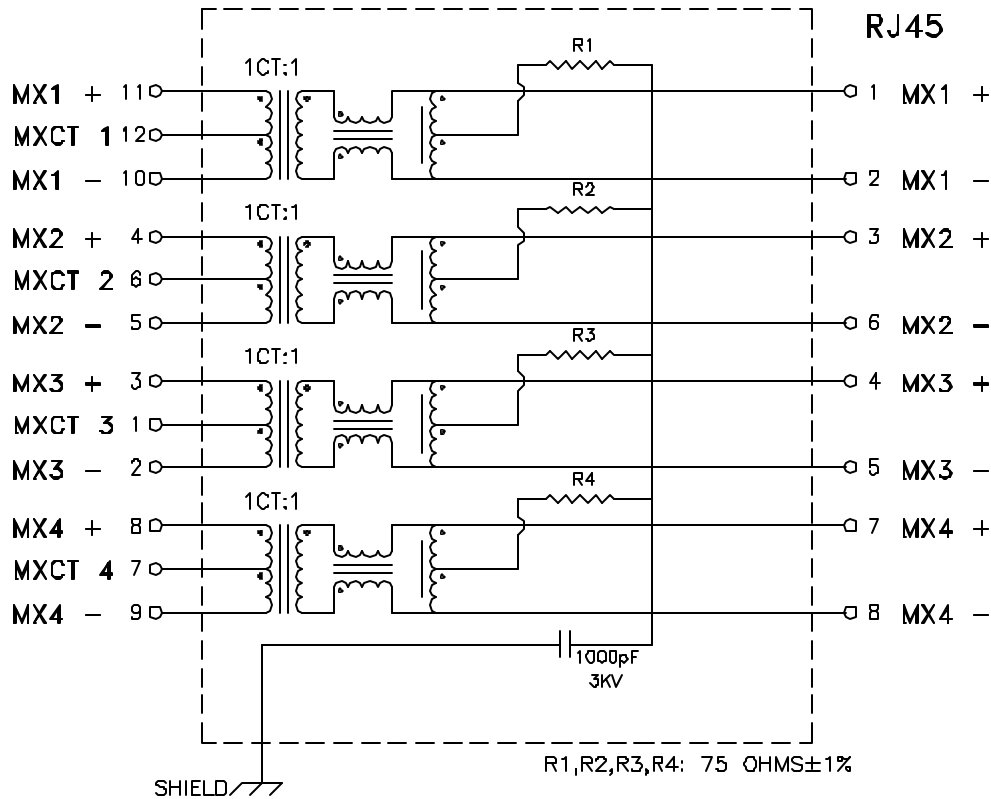 RJ45
R1
1CT:1
MX1 + 11 1 MX1 +
MXCT 1 12
MX1 - 10 2 MX1 -
R2
1CT:1
MX2 + 4 3 MX2 +
MXCT 2 6
MX2 - 5 6 MX2 -
R3
1CT:1
MX3 + 3 4 MX3 +
MXCT 3 1
MX3 - 2 5 MX3 -
R4
1CT:1
MX4 + 8 7 MX4 +
MXCT 4 7
MX4 - 9 8 MX4 -
1000pF
3KV
R1,R2,R3,R4: 75 OHMS±1%
SHIELD